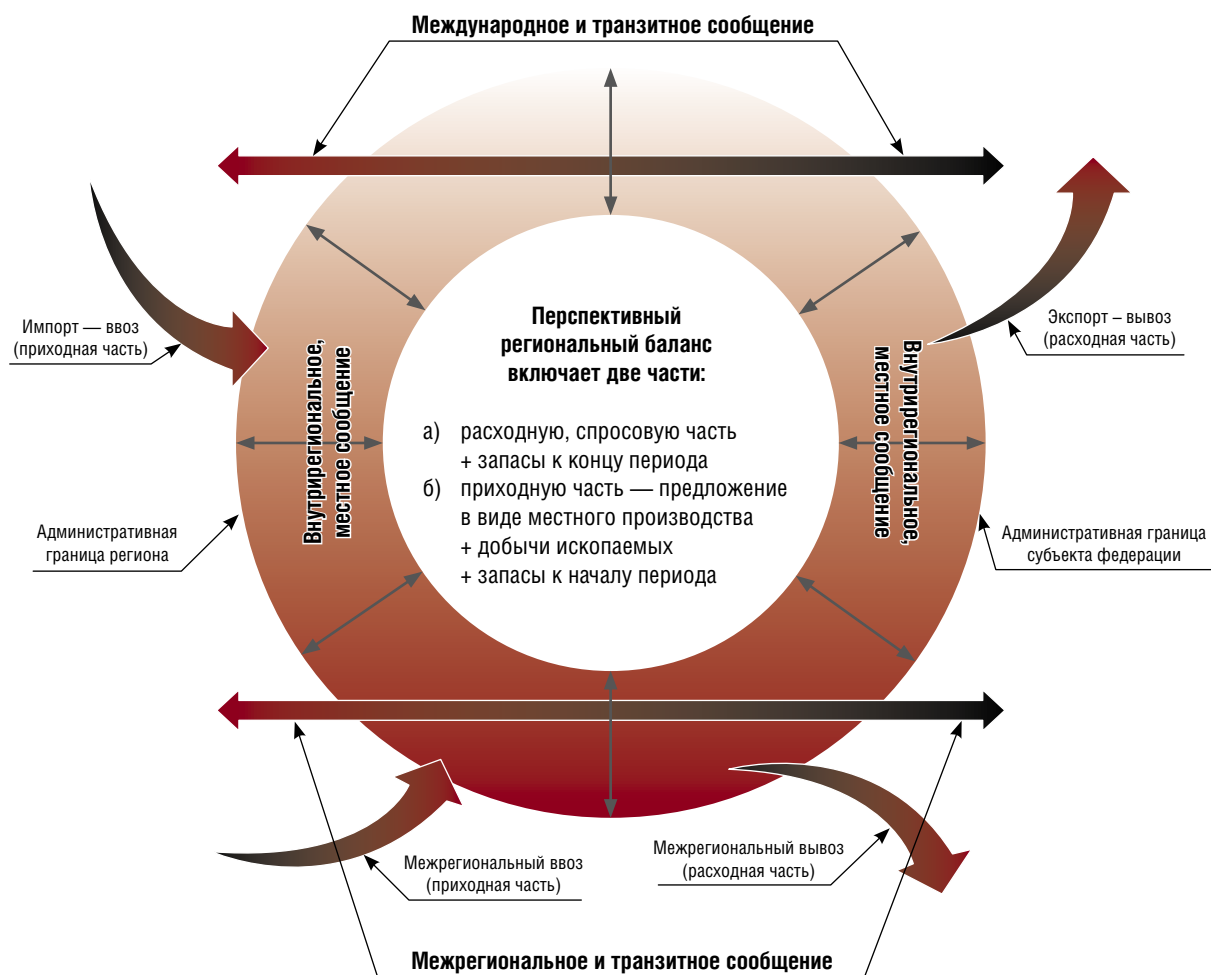 Международное и транзитное сообщение
Импорт — ввоз
(приходная часть)
Экспорт – вывоз
(расходная часть)
Внутрирегиональное,
местное сообщение
Перспективный
региональный баланс
включает две части:
а) расходную, спросовую часть
+ запасы к концу периода
б) приходную часть — предложение
в виде местного производства
+ добычи ископаемых
+ запасы к началу периода
Внутрирегиональное,
местное сообщение
Административная
граница региона
Административная граница
субъекта федерации
Межрегиональный ввоз
(приходная часть)
Межрегиональный вывоз
(расходная часть)
Межрегиональное и транзитное сообщение